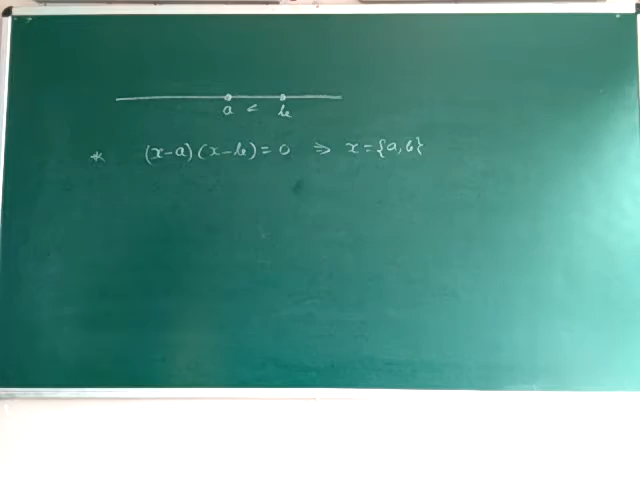 a < b
* (x-a)(x-b)=0 ⇒ x={a,b}